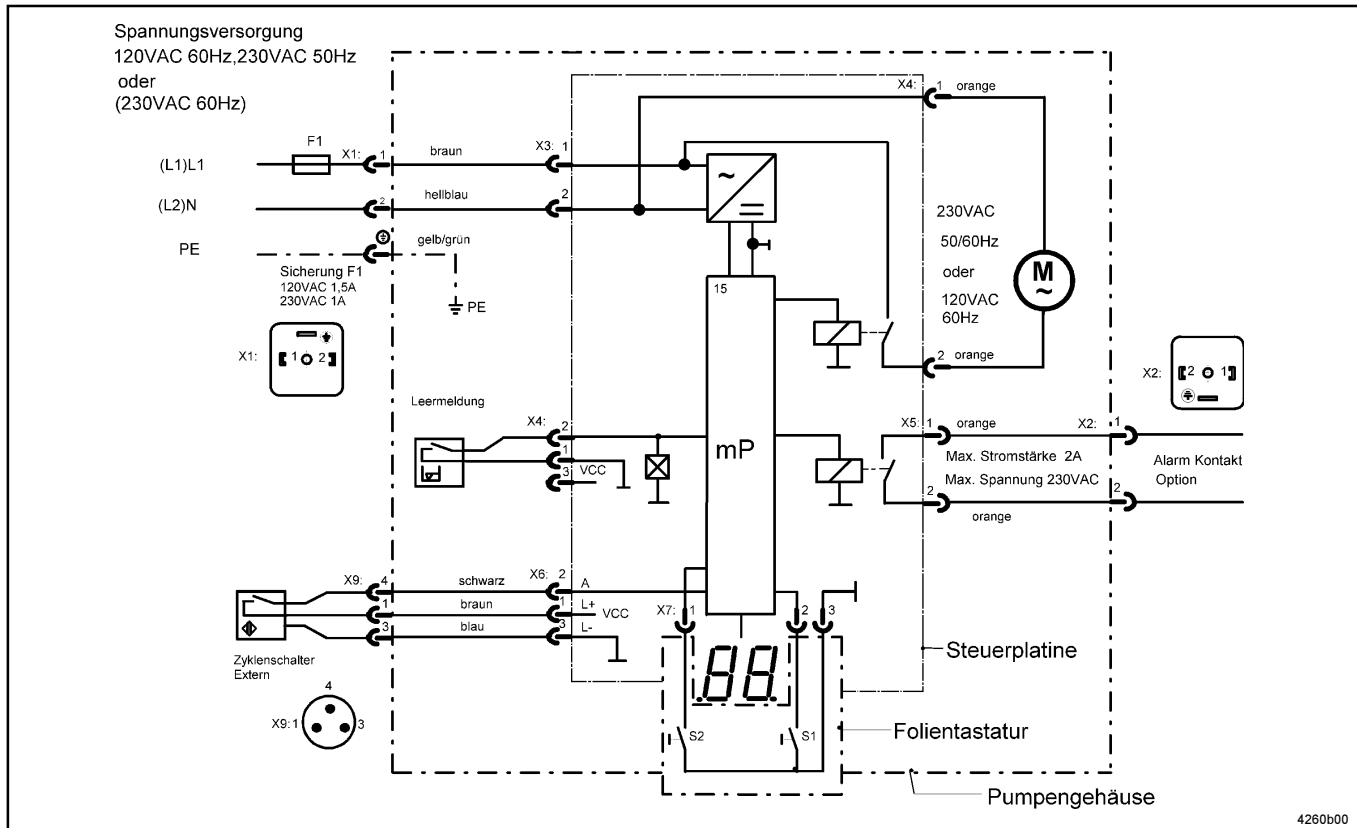 Spannungsversorgung
120VAC 60Hz,230VAC 50Hz
oder
(230VAC 60Hz)
X4: 1 orange
F1
X1: 1 braun X3: 1
(L1)L1
~
=
2 hellblau 2
(L2)N
230VAC
50/60Hz
oder
120VAC
60Hz
M
~
PE
gelb/grün
Sicherung F1
120VAC 1,5A
230VAC 1A
PE
15
X1: 1 2
2 orange
X2: 2 1
Leermeldung
X4: 2
1
3 VCC
mP
X5: 1 orange X2: 1
Max. Stromstärke 2A
Max. Spannung 230VAC
Alarm Kontakt
Option
2 2
orange
X9: 4 schwarz X6: 2 A
1 braun 1 L+ VCC
3 blau 3 L-
X7: 1 2 3
Zyklenschalter
Extern
.8.8
Steuerplatine
4
X9: 1 3
S2 S1
Folientastatur
Pumpengehäuse
4260b00